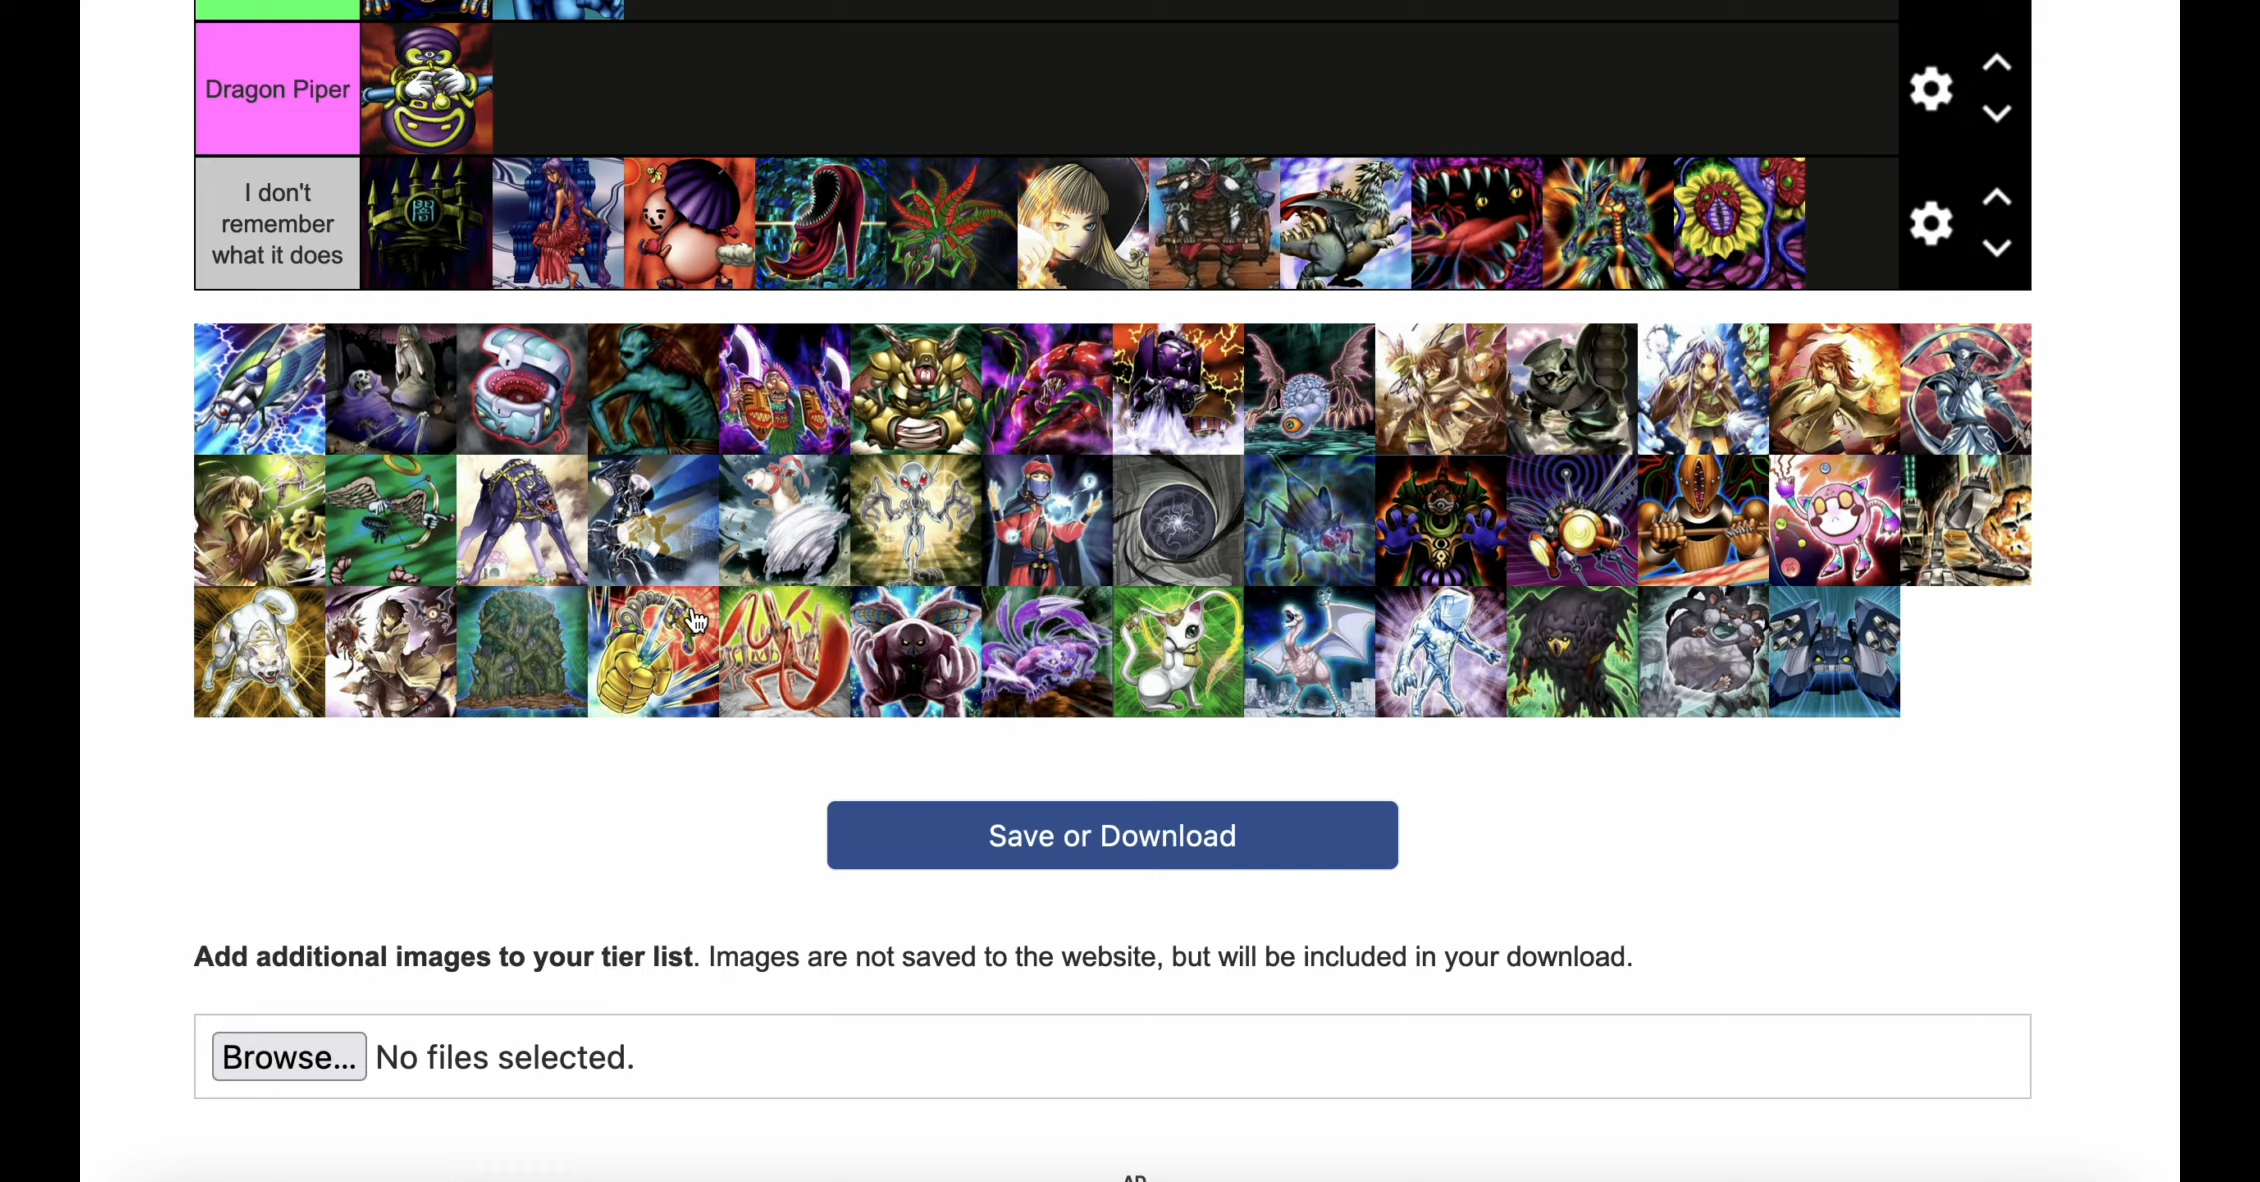 Dragon Piper
I don't
remember
what it does
闇
Save or Download
Add additional images to your tier list. Images are not saved to the website, but will be included in your download.
Browse... No files selected.